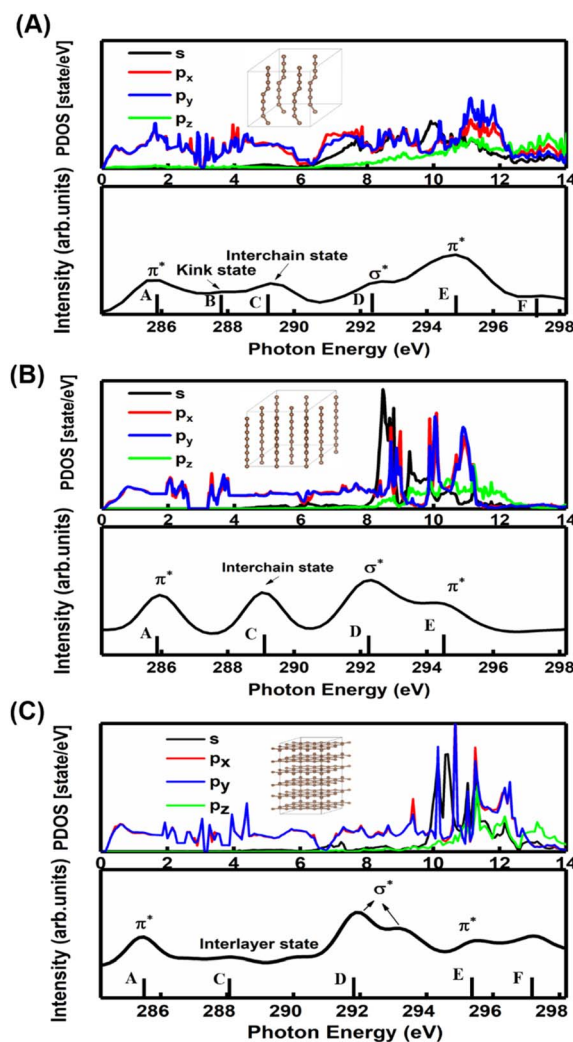 (A)
PDOS [state/eV]
s
px
py
pz
0 2 4 6 8 10 12 14
Intensity (arb.units)
π* Kink state Interchain state σ* π*
A B C D E F
286 288 290 292 294 296 298
Photon Energy (eV)
(B)
PDOS [state/eV]
s
px
py
pz
0 2 4 6 8 10 12 14
Intensity (arb.units)
π* Interchain state σ* π*
A C D E
286 288 290 292 294 296 298
Photon Energy (eV)
(C)
PDOS [state/eV]
s
px
py
pz
0 2 4 6 8 10 12 14
Intensity (arb.units)
π* Interlayer state σ* π*
A C D E F
286 288 290 292 294 296 298
Photon Energy (eV)